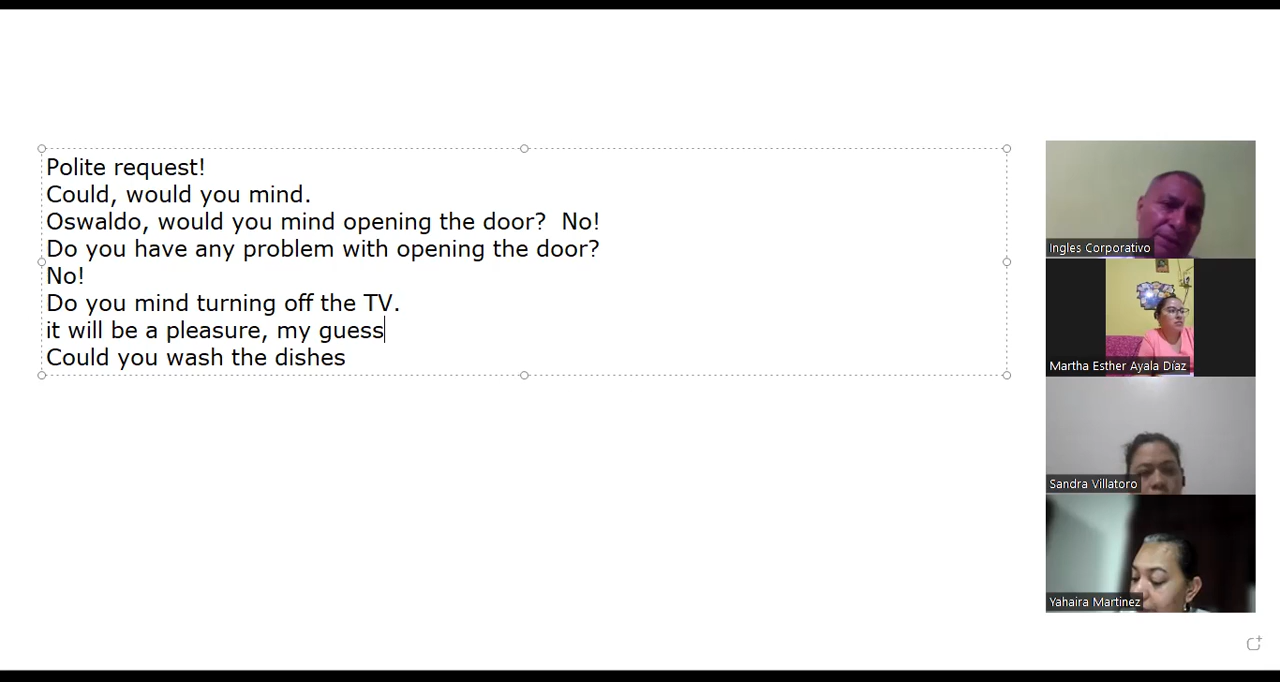 Polite request!
Could, would you mind.
Oswaldo, would you mind opening the door?  No!
Do you have any problem with opening the door?
No!
Do you mind turning off the TV.
it will be a pleasure, my guess
Could you wash the dishes
Ingles Corporativo
Martha Esther Ayala Díaz
Sandra Villatoro
Yahaira Martinez